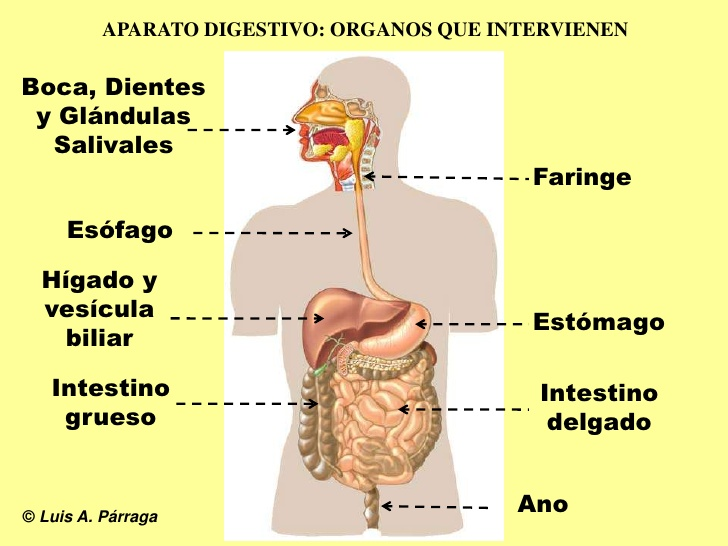 APARATO DIGESTIVO: ORGANOS QUE INTERVIENEN
Boca, Dientes
y Glándulas
Salivales
Faringe
Esófago
Hígado y
vesícula
biliar
Estómago
Intestino
grueso
Intestino
delgado
Ano
© Luis A. Párraga